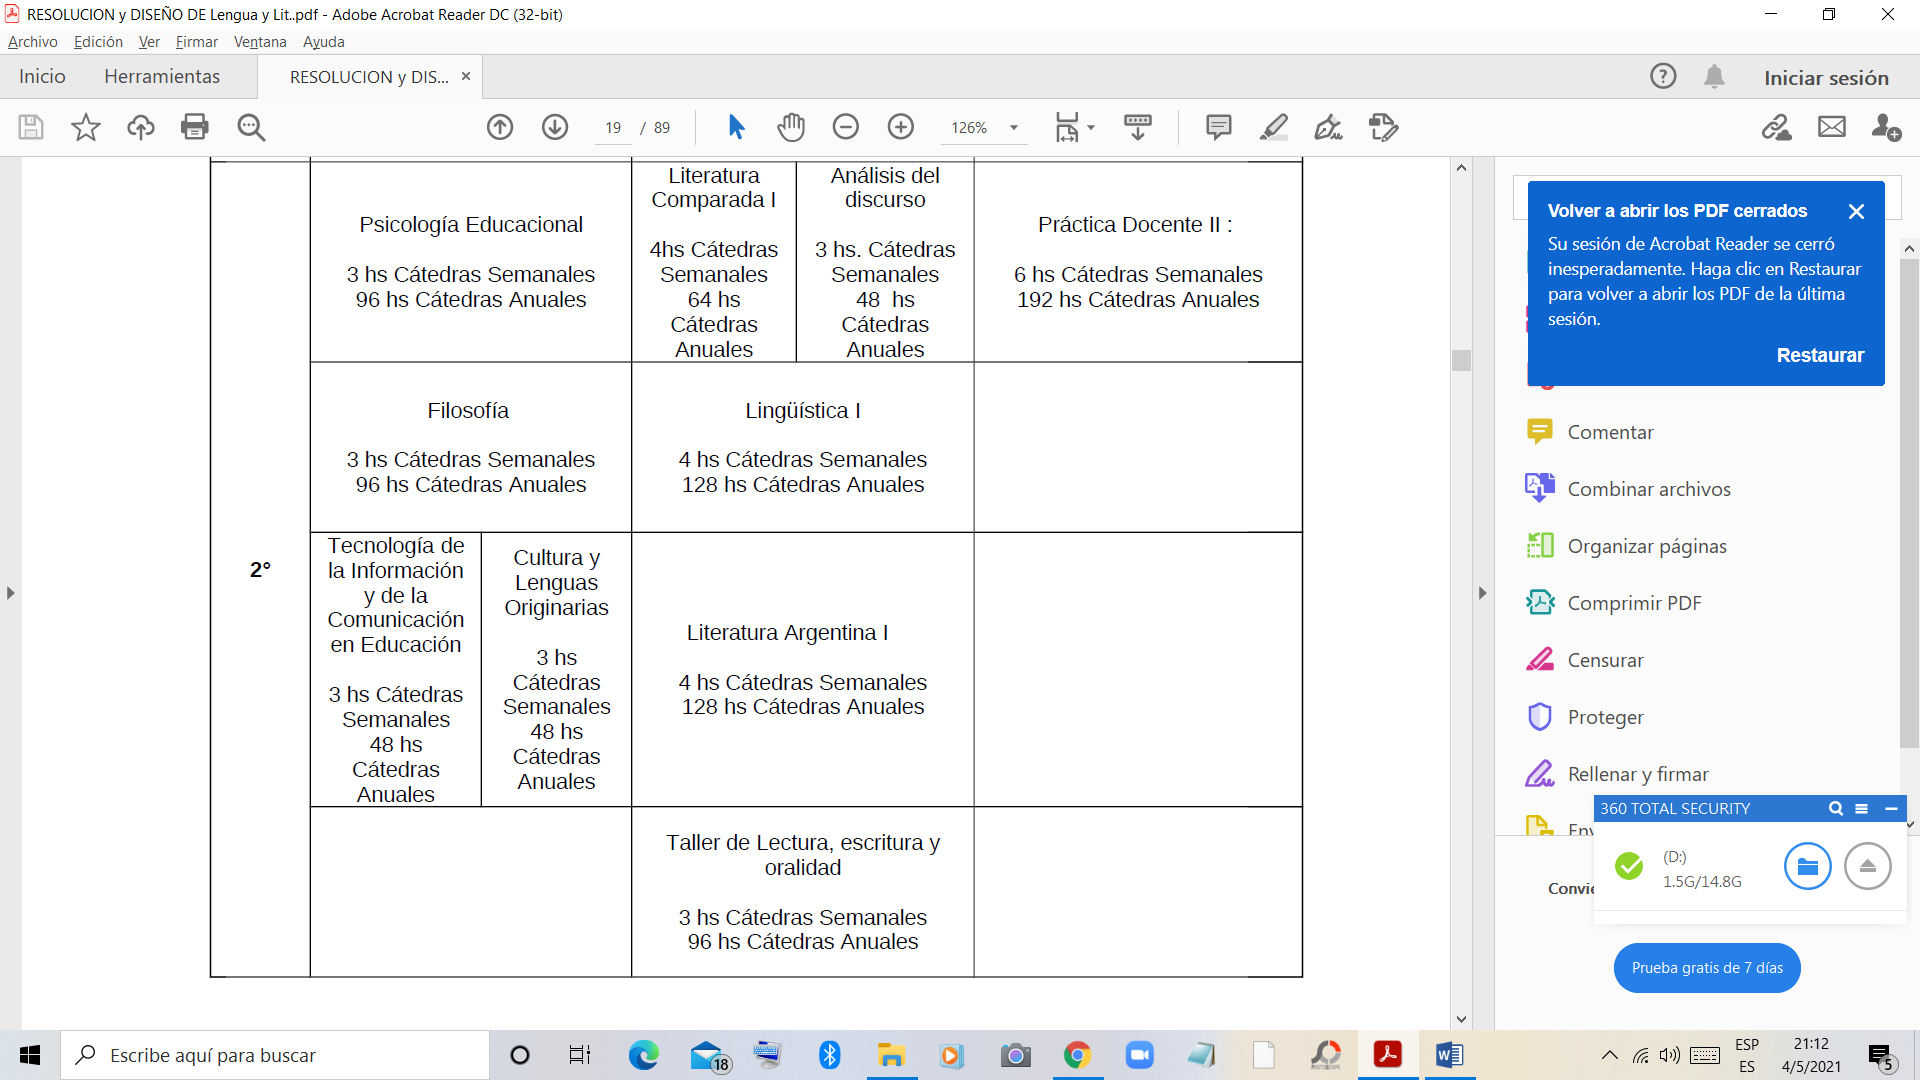 RESOLUCION y DISEÑO DE Lengua y Lit..pdf - Adobe Acrobat Reader DC (32-bit)
Archivo Edición Ver Firmar Ventana Ayuda
Inicio Herramientas RESOLUCION y DIS... × Iniciar sesión
19 / 89 126%
Psicología Educacional
3 hs Cátedras Semanales
96 hs Cátedras Anuales
Literatura
Comparada I
4hs Cátedras
Semanales
64 hs
Cátedras
Anuales
Análisis del
discurso
3 hs. Cátedras
Semanales
48 hs
Cátedras
Anuales
Práctica Docente II :
6 hs Cátedras Semanales
192 hs Cátedras Anuales
Filosofía
3 hs Cátedras Semanales
96 hs Cátedras Anuales
Lingüística I
4 hs Cátedras Semanales
128 hs Cátedras Anuales
2°
Tecnología de
la Información
y de la
Comunicación
en Educación
3 hs Cátedras
Semanales
48 hs
Cátedras
Anuales
Cultura y
Lenguas
Originarias
3 hs
Cátedras
Semanales
48 hs
Cátedras
Anuales
Literatura Argentina I
4 hs Cátedras Semanales
128 hs Cátedras Anuales
Taller de Lectura, escritura y
oralidad
3 hs Cátedras Semanales
96 hs Cátedras Anuales
Volver a abrir los PDF cerrados
Su sesión de Acrobat Reader se cerró
inesperadamente. Haga clic en Restaurar
para volver a abrir los PDF de la última
sesión.
Restaurar
Comentar
Combinar archivos
Organizar páginas
Comprimir PDF
Censurar
Proteger
Rellenar y firmar
360 TOTAL SECURITY
(D:)
1.5G/14.8G
Prueba gratis de 7 días
Escribe aquí para buscar
18
ESP
ES
21:12
4/5/2021
5